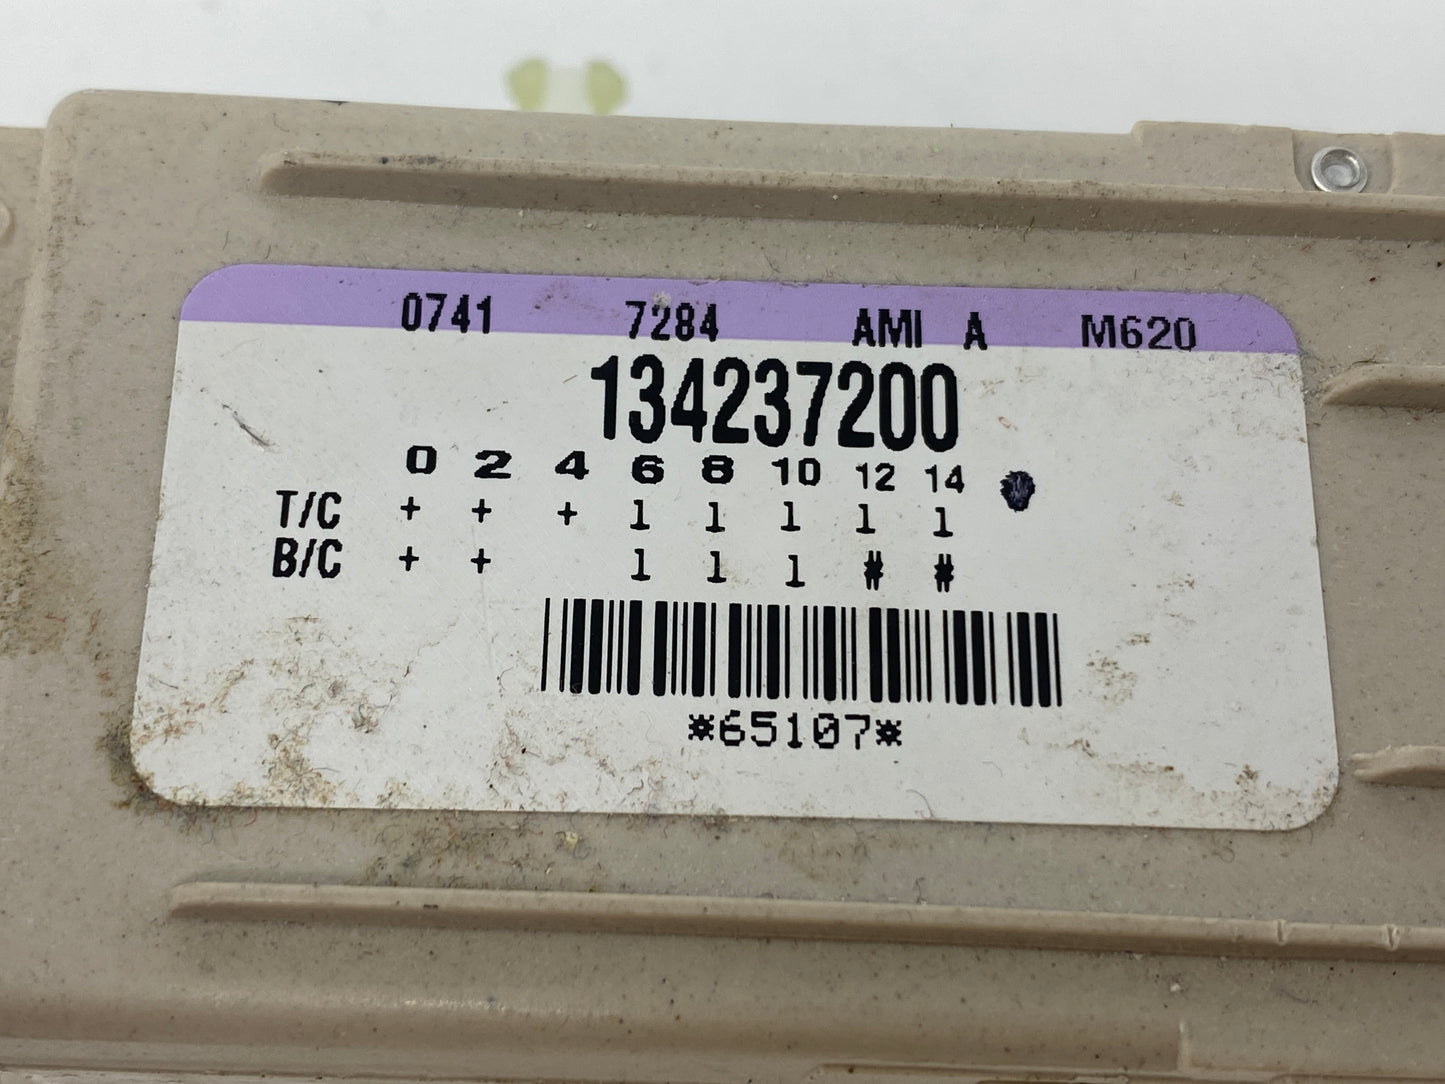 0741 7284 AMI A M620
134237200
0 2 4 6 8 10 12 14
T/C + + + 1 1 1 1 1
B/C + + 1 1 1 # #
*65107*